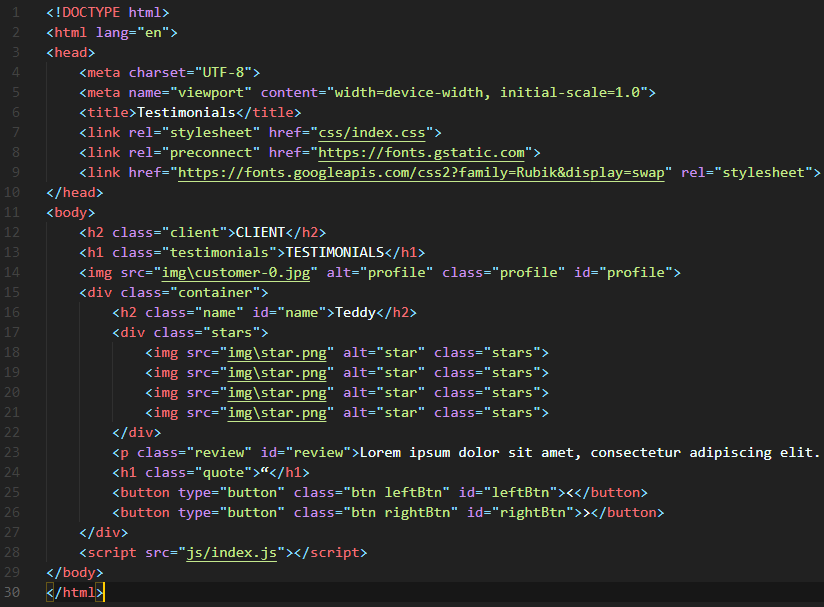 1 <!DOCTYPE html>
2 <html lang="en">
3 <head>
4 <meta charset="UTF-8">
5 <meta name="viewport" content="width=device-width, initial-scale=1.0">
6 <title>Testimonials</title>
7 <link rel="stylesheet" href="css/index.css">
8 <link rel="preconnect" href="https://fonts.gstatic.com">
9 <link href="https://fonts.googleapis.com/css2?family=Rubik&display=swap" rel="stylesheet">
10 </head>
11 <body>
12 <h2 class="client">CLIENT</h2>
13 <h1 class="testimonials">TESTIMONIALS</h1>
14 <img src="img\customer-0.jpg" alt="profile" class="profile" id="profile">
15 <div class="container">
16 <h2 class="name" id="name">Teddy</h2>
17 <div class="stars">
18 <img src="img\star.png" alt="star" class="stars">
19 <img src="img\star.png" alt="star" class="stars">
20 <img src="img\star.png" alt="star" class="stars">
21 <img src="img\star.png" alt="star" class="stars">
22 </div>
23 <p class="review" id="review">Lorem ipsum dolor sit amet, consectetur adipiscing elit.
24 <h1 class="quote">“</h1>
25 <button type="button" class="btn leftBtn" id="leftBtn"><</button>
26 <button type="button" class="btn rightBtn" id="rightBtn">></button>
27 </div>
28 <script src="js/index.js"></script>
29 </body>
30 </html>